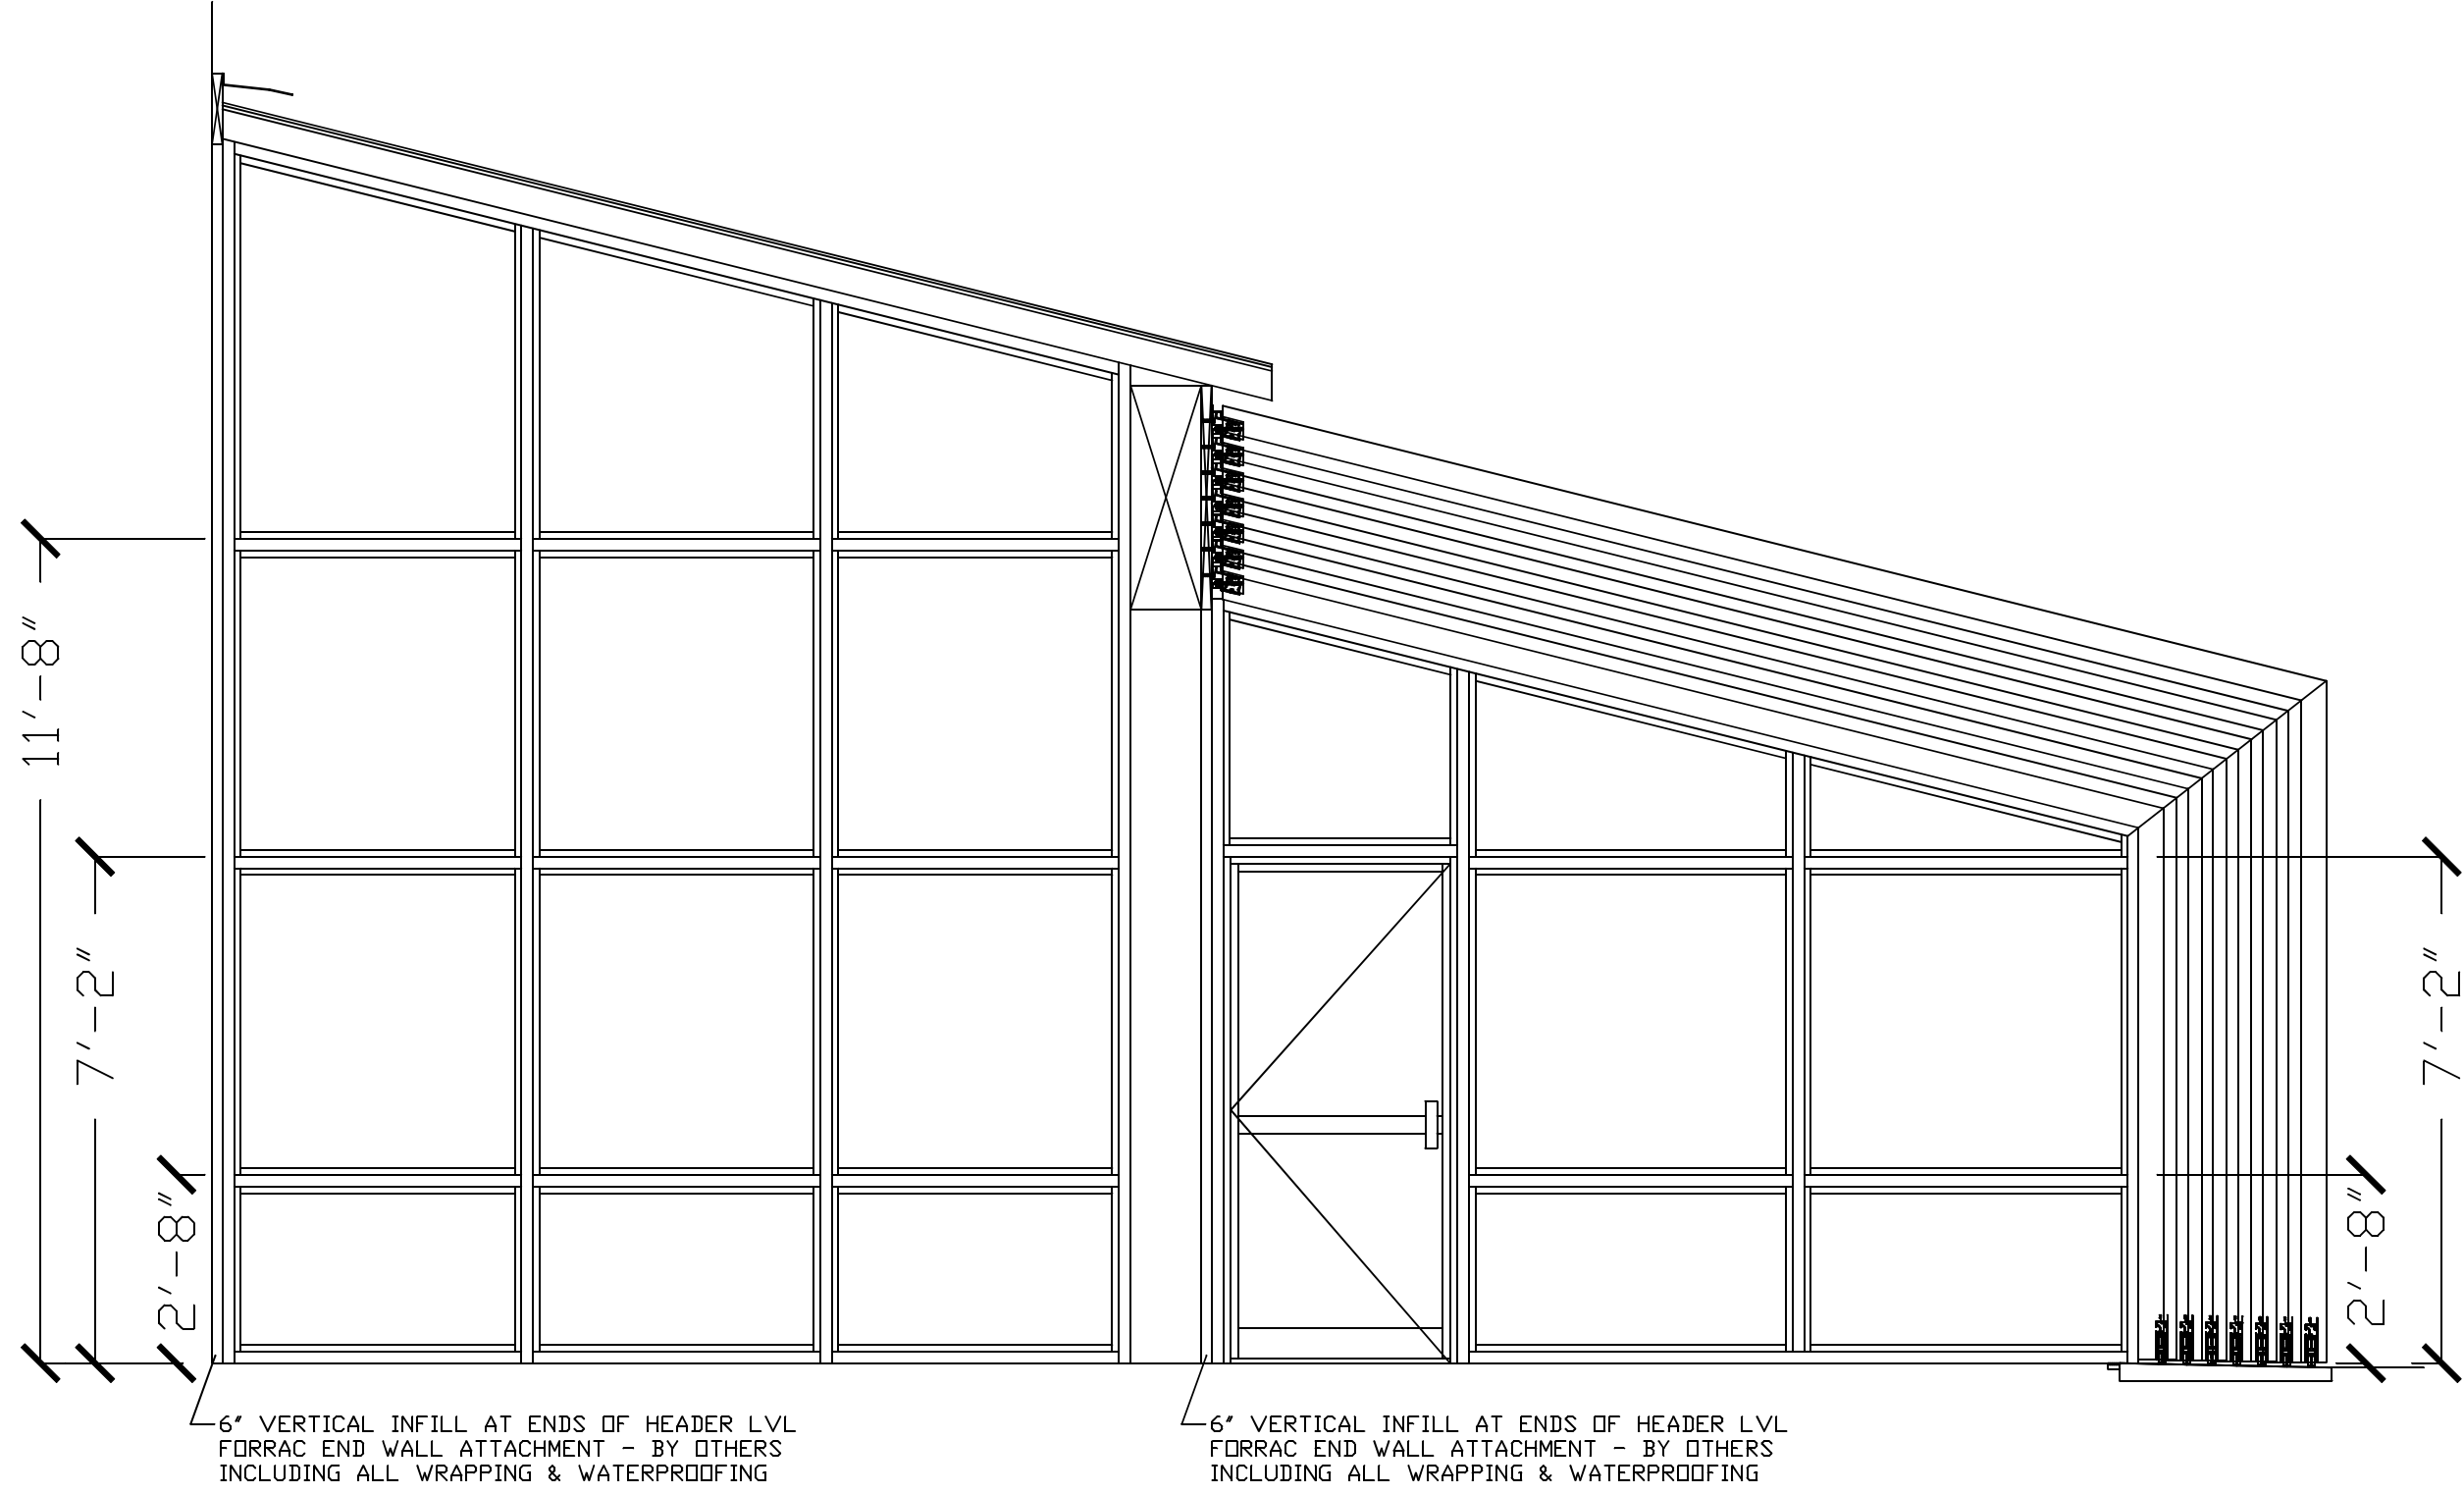 11'-8"
7'-2"
2'-8"
7'-2"
2'-8"
6" VERTICAL INFILL AT ENDS OF HEADER LVL
FORRAC END WALL ATTACHMENT - BY OTHERS
INCLUDING ALL WRAPPING & WATERPROOFING
6" VERTICAL INFILL AT ENDS OF HEADER LVL
FORRAC END WALL ATTACHMENT - BY OTHERS
INCLUDING ALL WRAPPING & WATERPROOFING